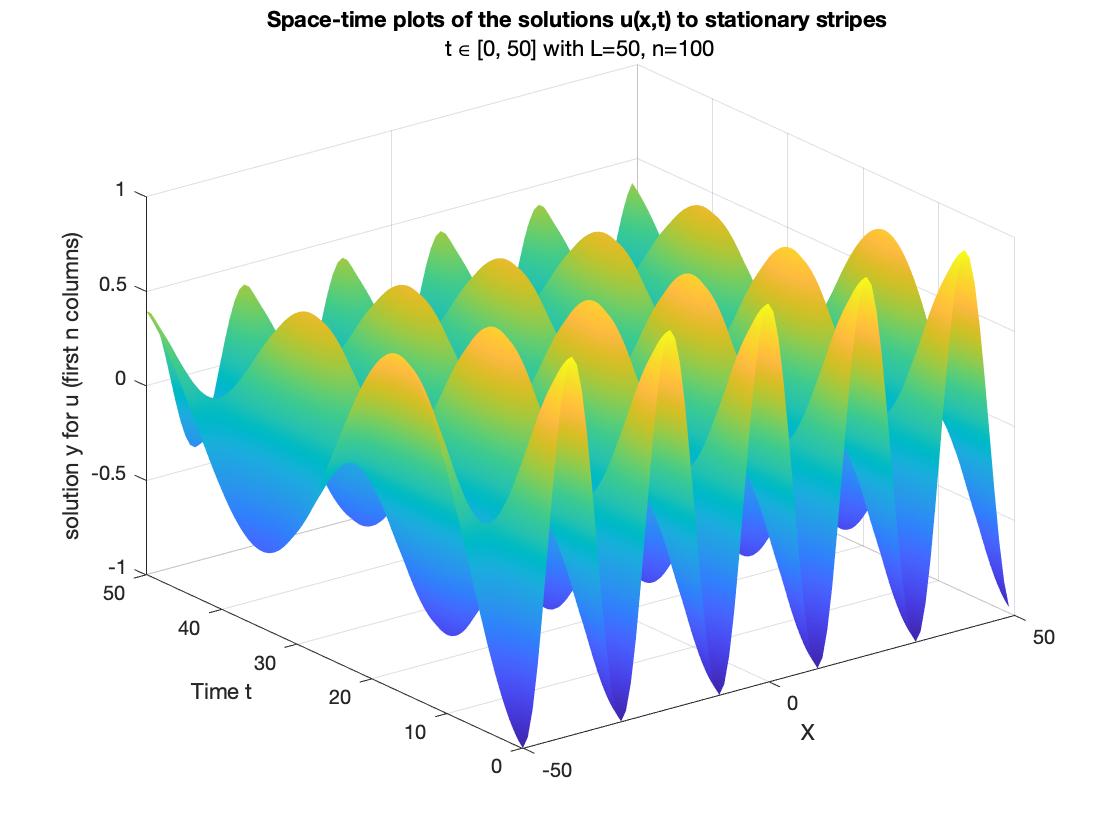 Space-time plots of the solutions u(x,t) to stationary stripes
t ∈ [0, 50] with L=50, n=100
solution y for u (first n columns)
1
0.5
0
-0.5
-1
50
40
30
20
10
0
Time t
-50
0
50
X